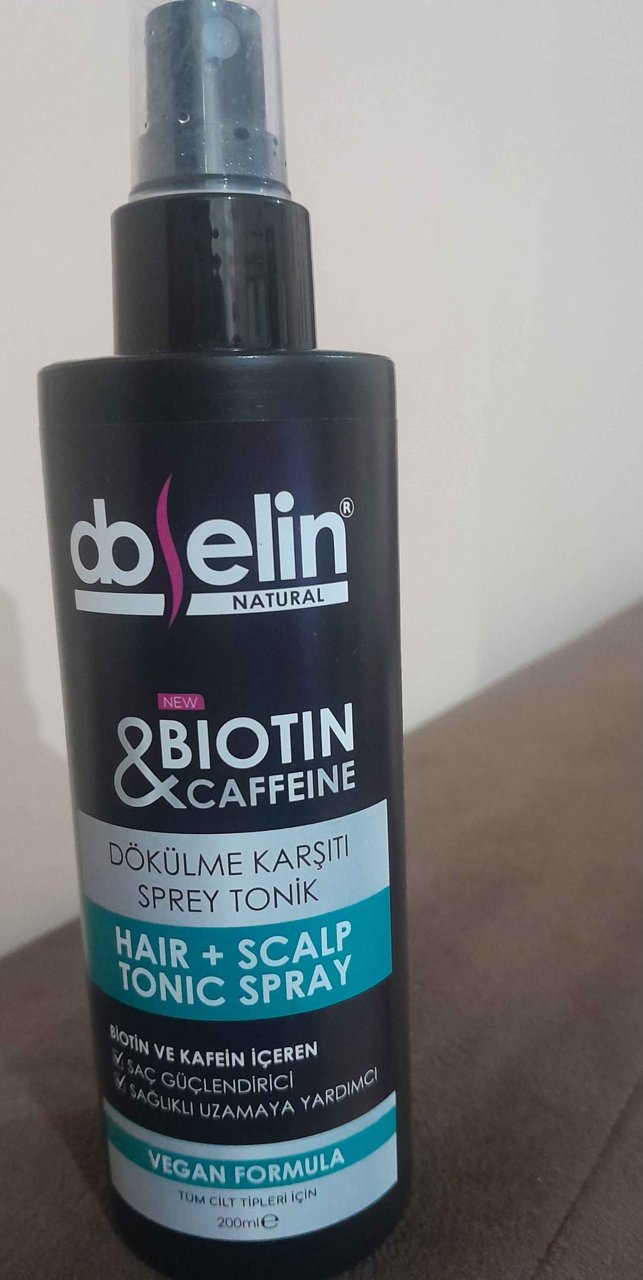 abselin®
NATURAL
NEW
&BIOTIN
CAFFEINE
DÖKÜLME KARŞITI
SPREY TONİK
HAIR + SCALP
TONIC SPRAY
BİOTİN VE KAFEİN İÇEREN
SAÇ GÜÇLENDİRİCİ
SAĞLIKLI UZAMAYA YARDIMCI
VEGAN FORMULA
TÜM CİLT TİPLERİ İÇİN
200ml℮